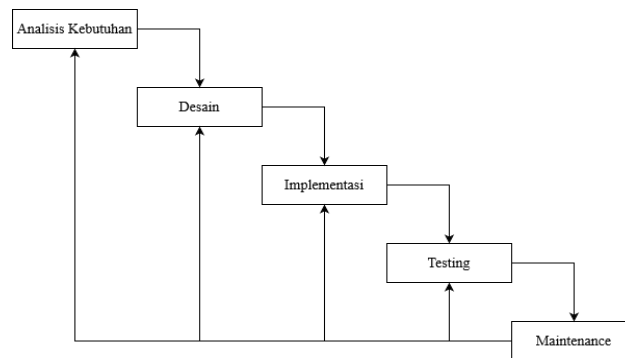 Analisis Kebutuhan
Desain
Implementasi
Testing
Maintenance